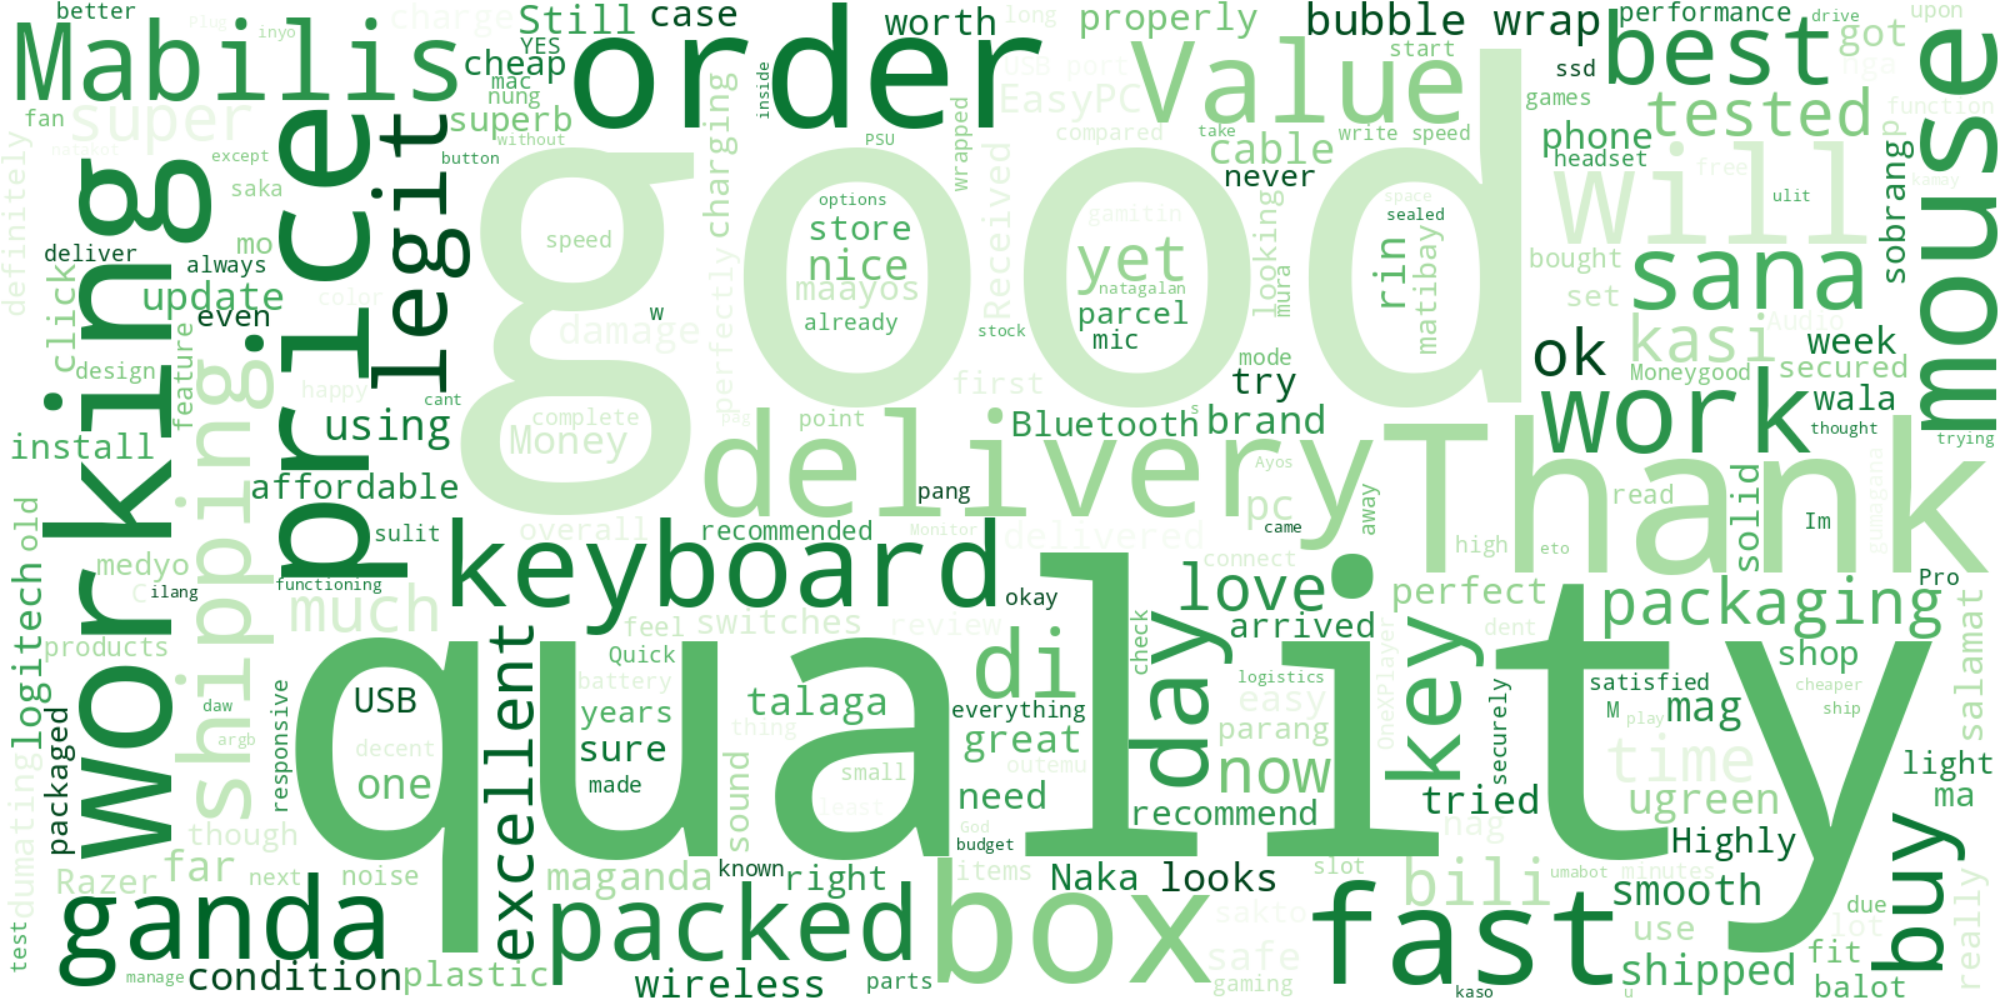 better
Plug
inyo
charge
Still
case
order
worth
long
properly
bubble wrap
performance
drive
upon
Mabilis
YES
cheap
mac
nung
inside
USB port
Value
start
ssd
best
got
nga
mouse
fan
super
natakot
superb
without
EasyPC
compared
take
write speed
games
tested
function
definitely
working
except
saka
price
legit
button
charging
good
PSU
wrapped
Received
cable
never
phone
headset
will
free
ulit
sobrang
p
kamay
deliver
mo
always
update
even
color
click
speed
options
store
nice
maayos
already
gamitin
yet
natagalan
parcel
mic
looking
mura
space
sealed
rin
matibay
bought
set
sana
Audio
kasi
week
Moneygood
secured
w
damage
perfectly
stock
mode
try
ok
design
feature
shipping
happy
cant
using
complete
Money
pag
delivery
point
first
Bluetooth
s
brand
work
wala
thought
trying
install
affordable
pang
Ayos
pc
came
away
Thank
read
solid
Im
gumagana
logitech
old
medyo
C
ilang
sulit
overall
keyboard
recommended
Monitor
delivered
connect
high
eto
functioning
much
okay
love
perfect
packaging
Pro
products
feel
switches
review
di
check
day
arrived
key
dent
shop
salamat
Quick
battery
quality
USB
years
talaga
everything
logistics
easy
OneXPlayer
securely
satisfied
M
play
mag
cheaper
ship
daw
argb
responsive
packaged
decent
one
excellent
sure
made
thing
sound
small
least
great
outemu
need
parang
now
recommend
tried
time
ugreen
light
ma
dumating
though
God
budget
nag
Highly
Razer
far
next
noise
maganda
known
right
items
Naka
looks
slot
bili
umabot
minutes
smooth
buy
really
test
ganda
packed
box
sakto
fast
use
due
lot
fit
manage
condition
plastic
wireless
parts
safe
gaming
kaso
u
shipped
balot